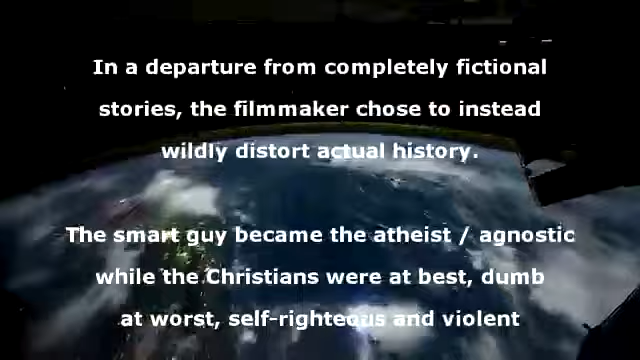 In a departure from completely fictional
stories, the filmmaker chose to instead
wildly distort actual history.
The smart guy became the atheist / agnostic
while the Christians were at best, dumb
at worst, self-righteous and violent